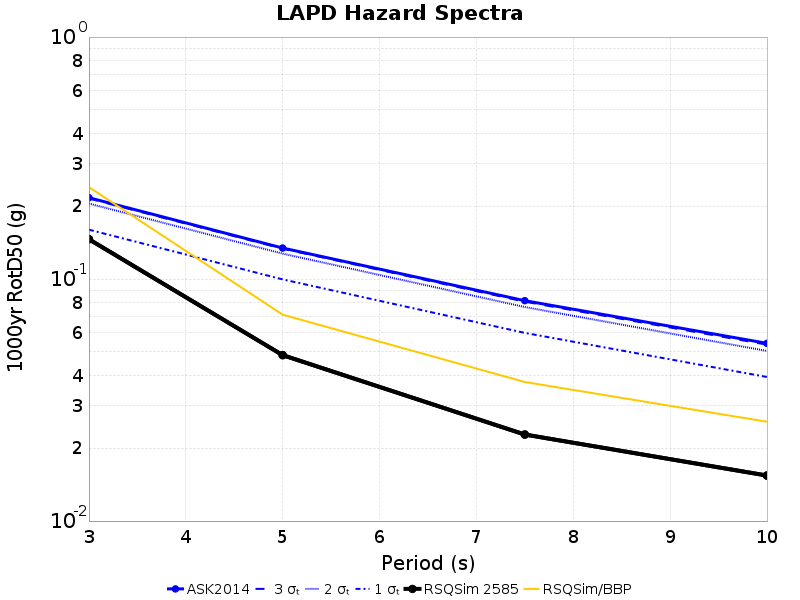 LAPD Hazard Spectra
10^0
8
6
4
3
2
10^-1
8
6
4
3
2
10^-2
1000yr RotD50 (g)
3 4 5 6 7 8 9 10
Period (s)
ASK2014 3 σₜ 2 σₜ 1 σₜ RSQSim 2585 RSQSim/BBP